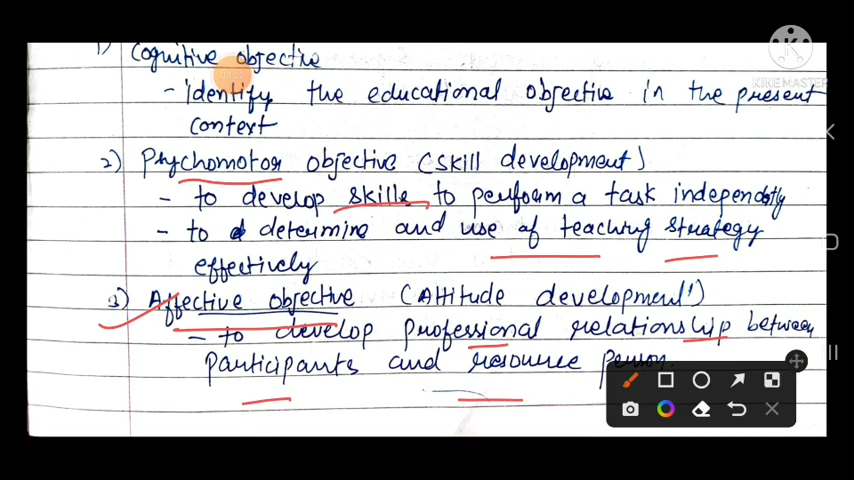 1) Cognitive objective
- identify the educational objective in the present
context
2) Psychomotor objective (skill development)
- to develop skills to perform a task independently
- to determine and use of teaching strategy
effectively
3) Affective objective (Attitude development)
- to develop professional relationship between
participants and resource person.
KINEMASTER